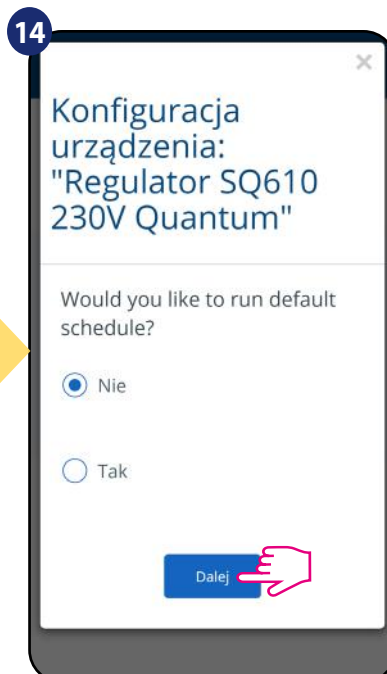 14
×
Konfiguracja
urządzenia:
"Regulator SQ610
230V Quantum"
Would you like to run default
schedule?
Nie
Tak
Dalej